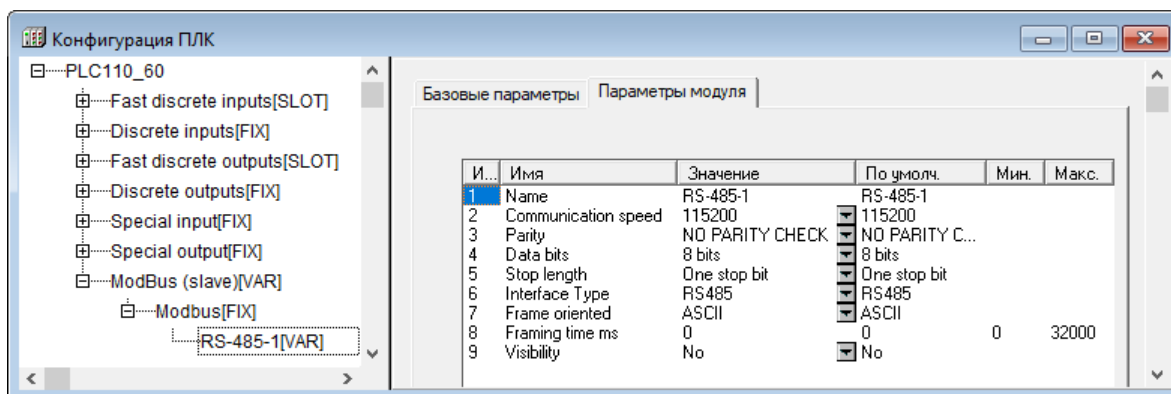 Конфигурация ПЛК
PLC110_60
Fast discrete inputs[SLOT]
Discrete inputs[FIX]
Fast discrete outputs[SLOT]
Discrete outputs[FIX]
Special input[FIX]
Special output[FIX]
ModBus (slave)[VAR]
Modbus[FIX]
RS-485-1[VAR]
Базовые параметры Параметры модуля
И... Имя Значение По умолч. Мин. Макс.
1 Name RS-485-1 RS-485-1
2 Communication speed 115200 115200
3 Parity NO PARITY CHECK NO PARITY C...
4 Data bits 8 bits 8 bits
5 Stop length One stop bit One stop bit
6 Interface Type RS485 RS485
7 Frame oriented ASCII ASCII
8 Framing time ms 0 0 0 32000
9 Visibility No No